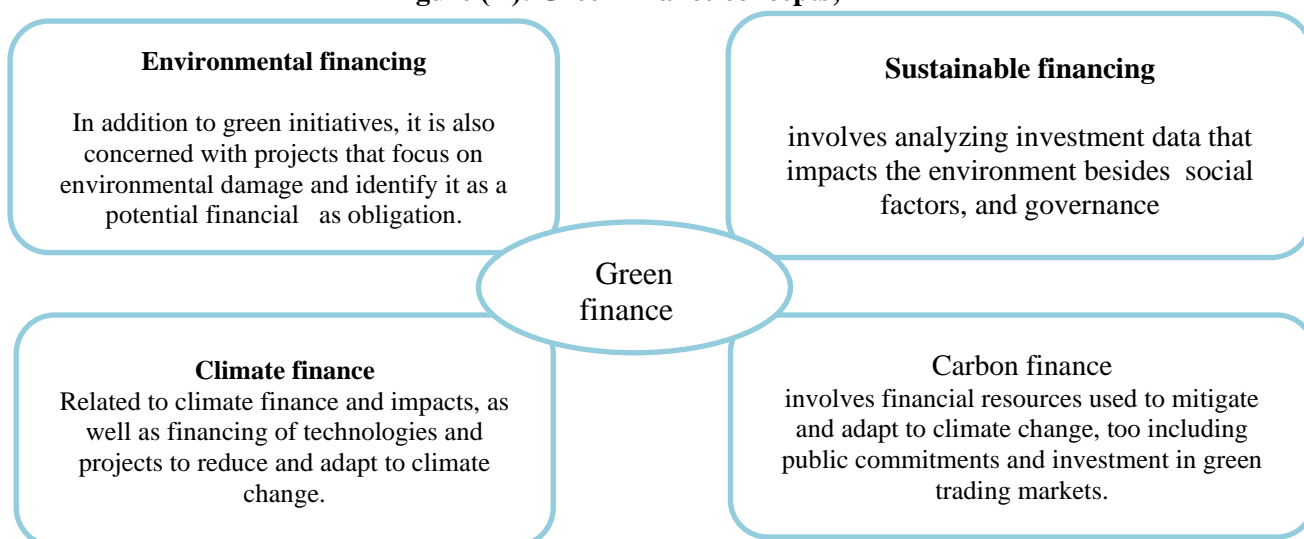 Environmental financing
In addition to green initiatives, it is also
concerned with projects that focus on
environmental damage and identify it as a
potential financial as obligation.
Sustainable financing
involves analyzing investment data that
impacts the environment besides social
factors, and governance
Green
finance
Climate finance
Related to climate finance and impacts, as
well as financing of technologies and
projects to reduce and adapt to climate
change.
Carbon finance
involves financial resources used to mitigate
and adapt to climate change, too including
public commitments and investment in green
trading markets.